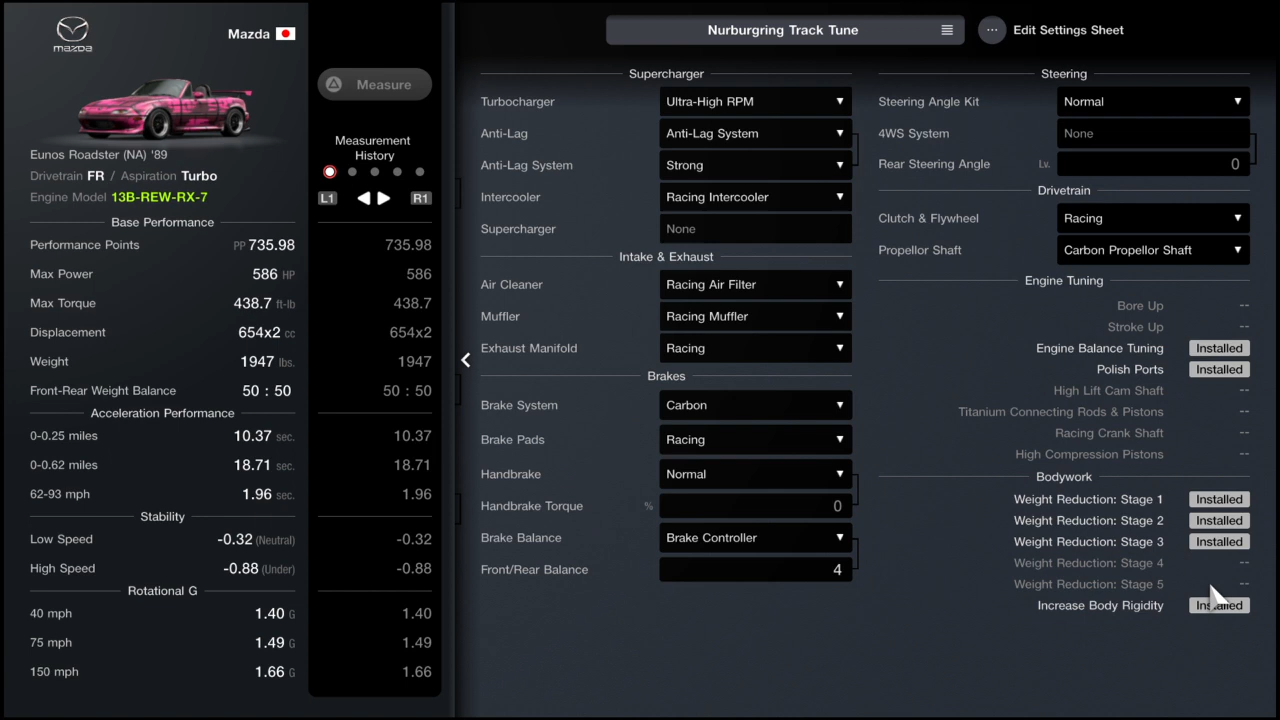 mazda
Mazda
Eunos Roadster (NA) '89
Drivetrain FR / Aspiration Turbo
Engine Model 13B-REW-RX-7
Base Performance
Performance Points PP 735.98
Max Power 586 HP
Max Torque 438.7 ft-lb
Displacement 654x2 cc
Weight 1947 lbs.
Front-Rear Weight Balance 50 : 50
Acceleration Performance
0-0.25 miles 10.37 sec.
0-0.62 miles 18.71 sec.
62-93 mph 1.96 sec.
Stability
Low Speed -0.32 (Neutral)
High Speed -0.88 (Under)
Rotational G
40 mph 1.40 G
75 mph 1.49 G
150 mph 1.66 G
Measure
Measurement
History
L1 R1
735.98
586
438.7
654x2
1947
50 : 50
10.37
18.71
1.96
-0.32
-0.88
1.40
1.49
1.66
Nurburgring Track Tune
Edit Settings Sheet
Supercharger
Turbocharger Ultra-High RPM
Anti-Lag Anti-Lag System
Anti-Lag System Strong
Intercooler Racing Intercooler
Supercharger None
Intake & Exhaust
Air Cleaner Racing Air Filter
Muffler Racing Muffler
Exhaust Manifold Racing
Brakes
Brake System Carbon
Brake Pads Racing
Handbrake Normal
Handbrake Torque % 0
Brake Balance Brake Controller
Front/Rear Balance 4
Steering
Steering Angle Kit Normal
4WS System None
Rear Steering Angle Lv. 0
Drivetrain
Clutch & Flywheel Racing
Propellor Shaft Carbon Propellor Shaft
Engine Tuning
Bore Up --
Stroke Up --
Engine Balance Tuning Installed
Polish Ports Installed
High Lift Cam Shaft --
Titanium Connecting Rods & Pistons --
Racing Crank Shaft --
High Compression Pistons --
Bodywork
Weight Reduction: Stage 1 Installed
Weight Reduction: Stage 2 Installed
Weight Reduction: Stage 3 Installed
Weight Reduction: Stage 4 --
Weight Reduction: Stage 5 --
Increase Body Rigidity Installed